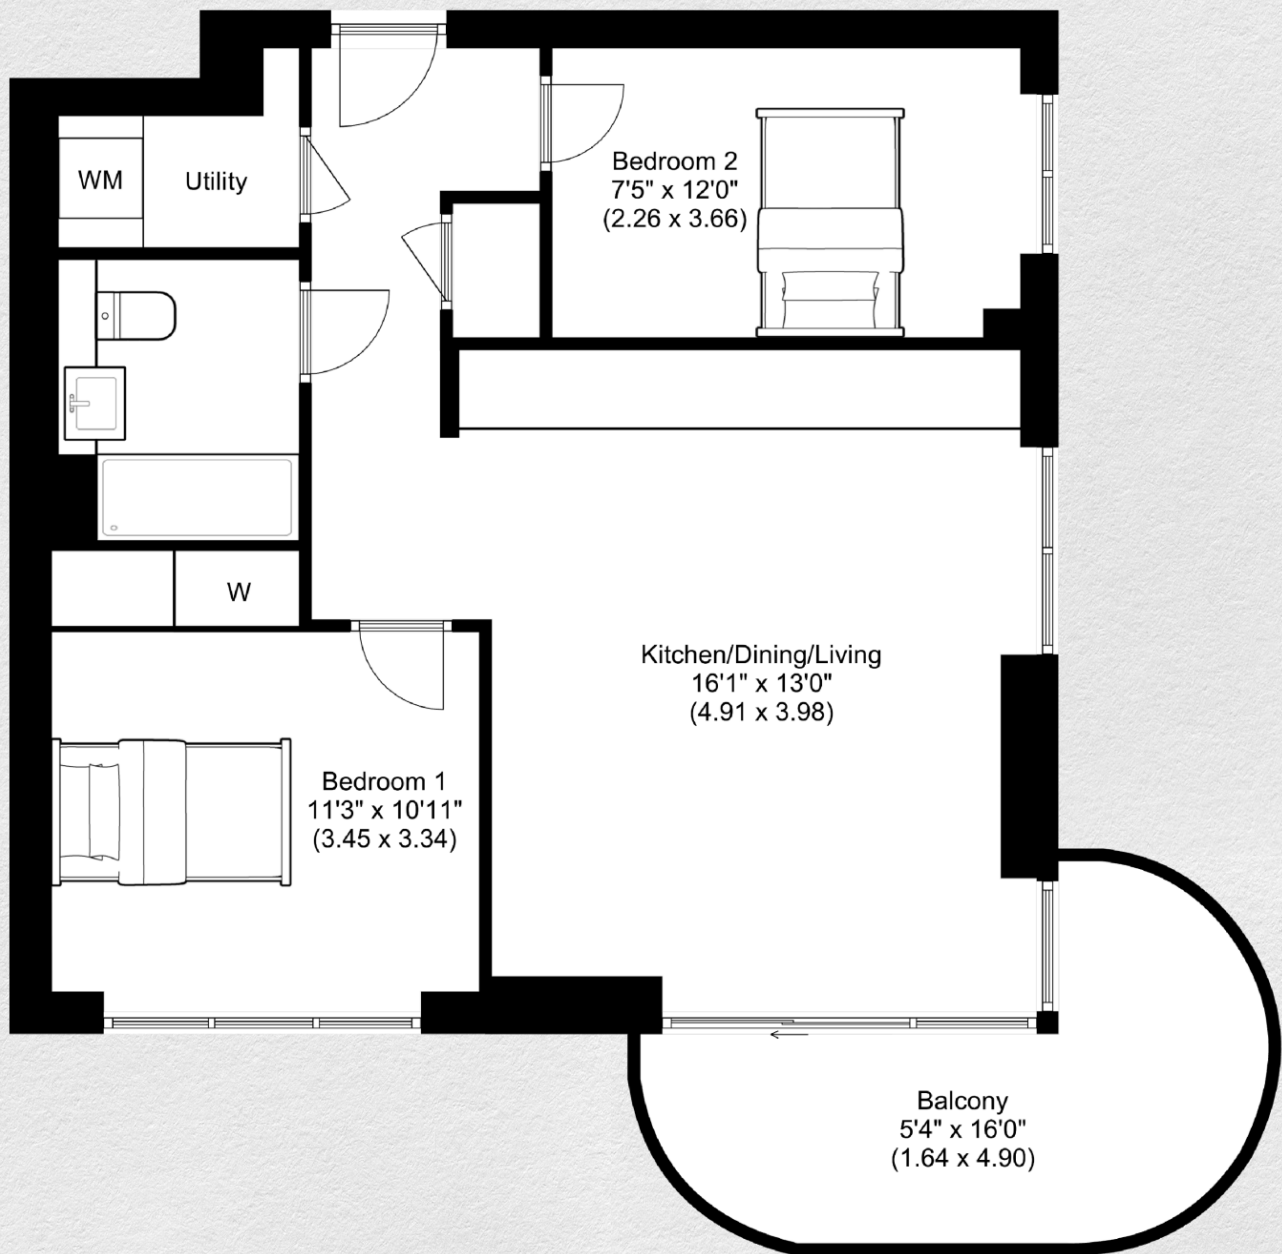 WM
Utility
Bedroom 2
7'5" x 12'0"
(2.26 x 3.66)
W
Kitchen/Dining/Living
16'1" x 13'0"
(4.91 x 3.98)
Bedroom 1
11'3" x 10'11"
(3.45 x 3.34)
Balcony
5'4" x 16'0"
(1.64 x 4.90)